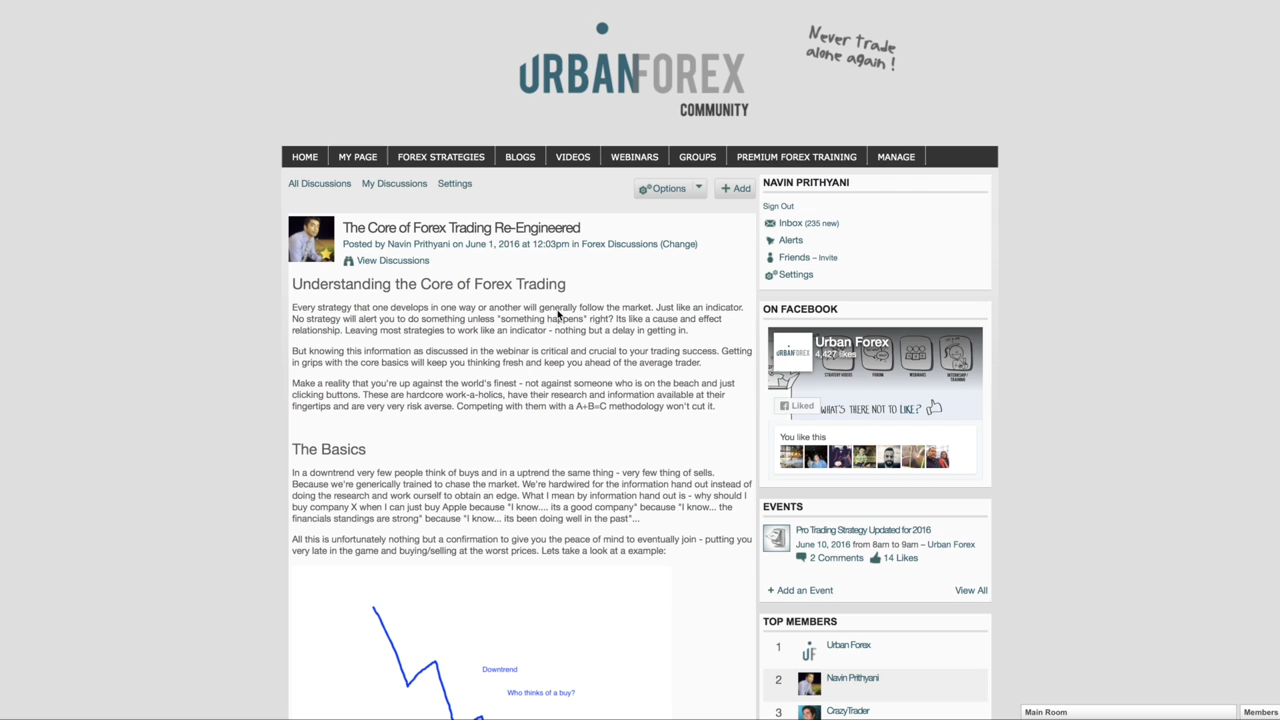 URBANFOREX
COMMUNITY
Never trade
alone again !
HOME
MY PAGE
FOREX STRATEGIES
BLOGS
VIDEOS
WEBINARS
GROUPS
PREMIUM FOREX TRAINING
MANAGE
All Discussions
My Discussions
Settings
Options
+ Add
The Core of Forex Trading Re-Engineered
Posted by Navin Prithyani on June 1, 2016 at 12:03pm in Forex Discussions (Change)
View Discussions
Understanding the Core of Forex Trading
Every strategy that one develops in one way or another will generally follow the market. Just like an indicator.
No strategy will alert you to do something unless "something happens" right? Its like a cause and effect
relationship. Leaving most strategies to work like an indicator - nothing but a delay in getting in.
But knowing this information as discussed in the webinar is critical and crucial to your trading success. Getting
in grips with the core basics will keep you thinking fresh and keep you ahead of the average trader.
Make a reality that you're up against the world's finest - not against someone who is on the beach and just
clicking buttons. These are hardcore work-a-holics, have their research and information available at their
fingertips and are very very risk averse. Competing with them with a A+B=C methodology won't cut it.
The Basics
In a downtrend very few people think of buys and in a uptrend the same thing - very few thing of sells.
Because we're generically trained to chase the market. We're hardwired for the information hand out instead of
doing the research and work ourself to obtain an edge. What I mean by information hand out is - why should I
buy company X when I can just buy Apple because "I know.... its a good company" because "I know... the
financials standings are strong" because "I know... its been doing well in the past"...
All this is unfortunately nothing but a confirmation to give you the peace of mind to eventually join - putting you
very late in the game and buying/selling at the worst prices. Lets take a look at a example:
Downtrend
Who thinks of a buy?
NAVIN PRITHYANI
Sign Out
Inbox (235 new)
Alerts
Friends – Invite
Settings
ON FACEBOOK
URBANFOREX
Urban Forex
4,427 likes
STRATEGY VIDEOS
FORUM
WEBINARS
Liked
WHAT'S THERE NOT TO LIKE?
You like this
EVENTS
Pro Trading Strategy Updated for 2016
June 10, 2016 from 8am to 9am – Urban Forex
2 Comments
14 Likes
+ Add an Event
View All
TOP MEMBERS
1
UF
Urban Forex
2
Navin Prithyani
3
CrazyTrader
Main Room
Members